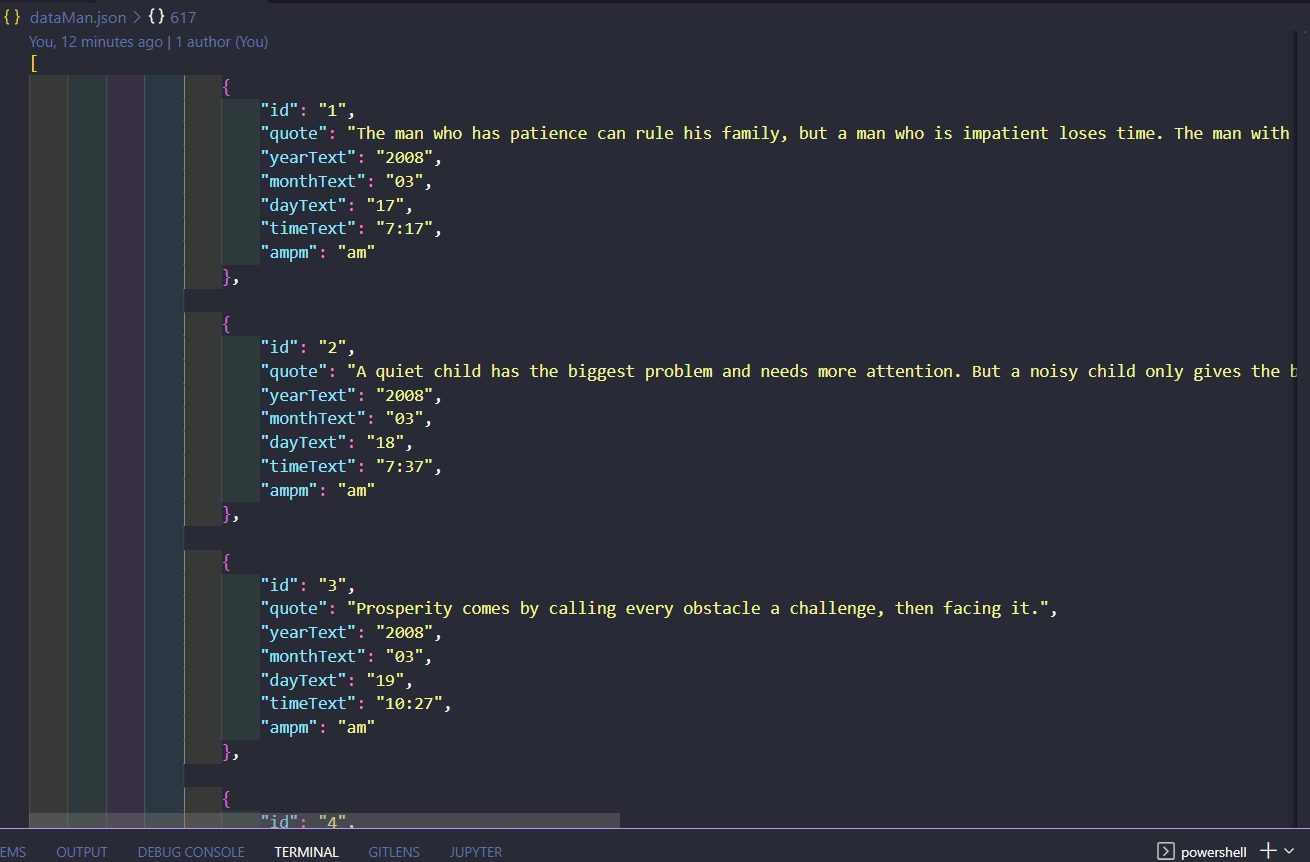 {} dataMan.json > {} 617
You, 12 minutes ago | 1 author (You)
[
{
"id": "1",
"quote": "The man who has patience can rule his family, but a man who is impatient loses time. The man with
"yearText": "2008",
"monthText": "03",
"dayText": "17",
"timeText": "7:17",
"ampm": "am"
},
{
"id": "2",
"quote": "A quiet child has the biggest problem and needs more attention. But a noisy child only gives the b
"yearText": "2008",
"monthText": "03",
"dayText": "18",
"timeText": "7:37",
"ampm": "am"
},
{
"id": "3",
"quote": "Prosperity comes by calling every obstacle a challenge, then facing it.",
"yearText": "2008",
"monthText": "03",
"dayText": "19",
"timeText": "10:27",
"ampm": "am"
},
{
"id": "4",
EMS OUTPUT DEBUG CONSOLE TERMINAL GITLENS JUPYTER powershell